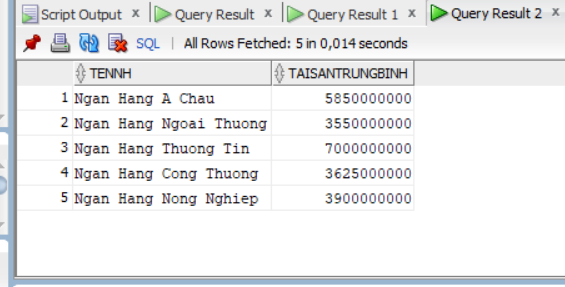 Script Output x Query Result x Query Result 1 x Query Result 2 x
SQL | All Rows Fetched: 5 in 0,014 seconds
TENNH TAISANTRUNGBINH
1 Ngan Hang A Chau 5850000000
2 Ngan Hang Ngoai Thuong 3550000000
3 Ngan Hang Thuong Tin 7000000000
4 Ngan Hang Cong Thuong 3625000000
5 Ngan Hang Nong Nghiep 3900000000